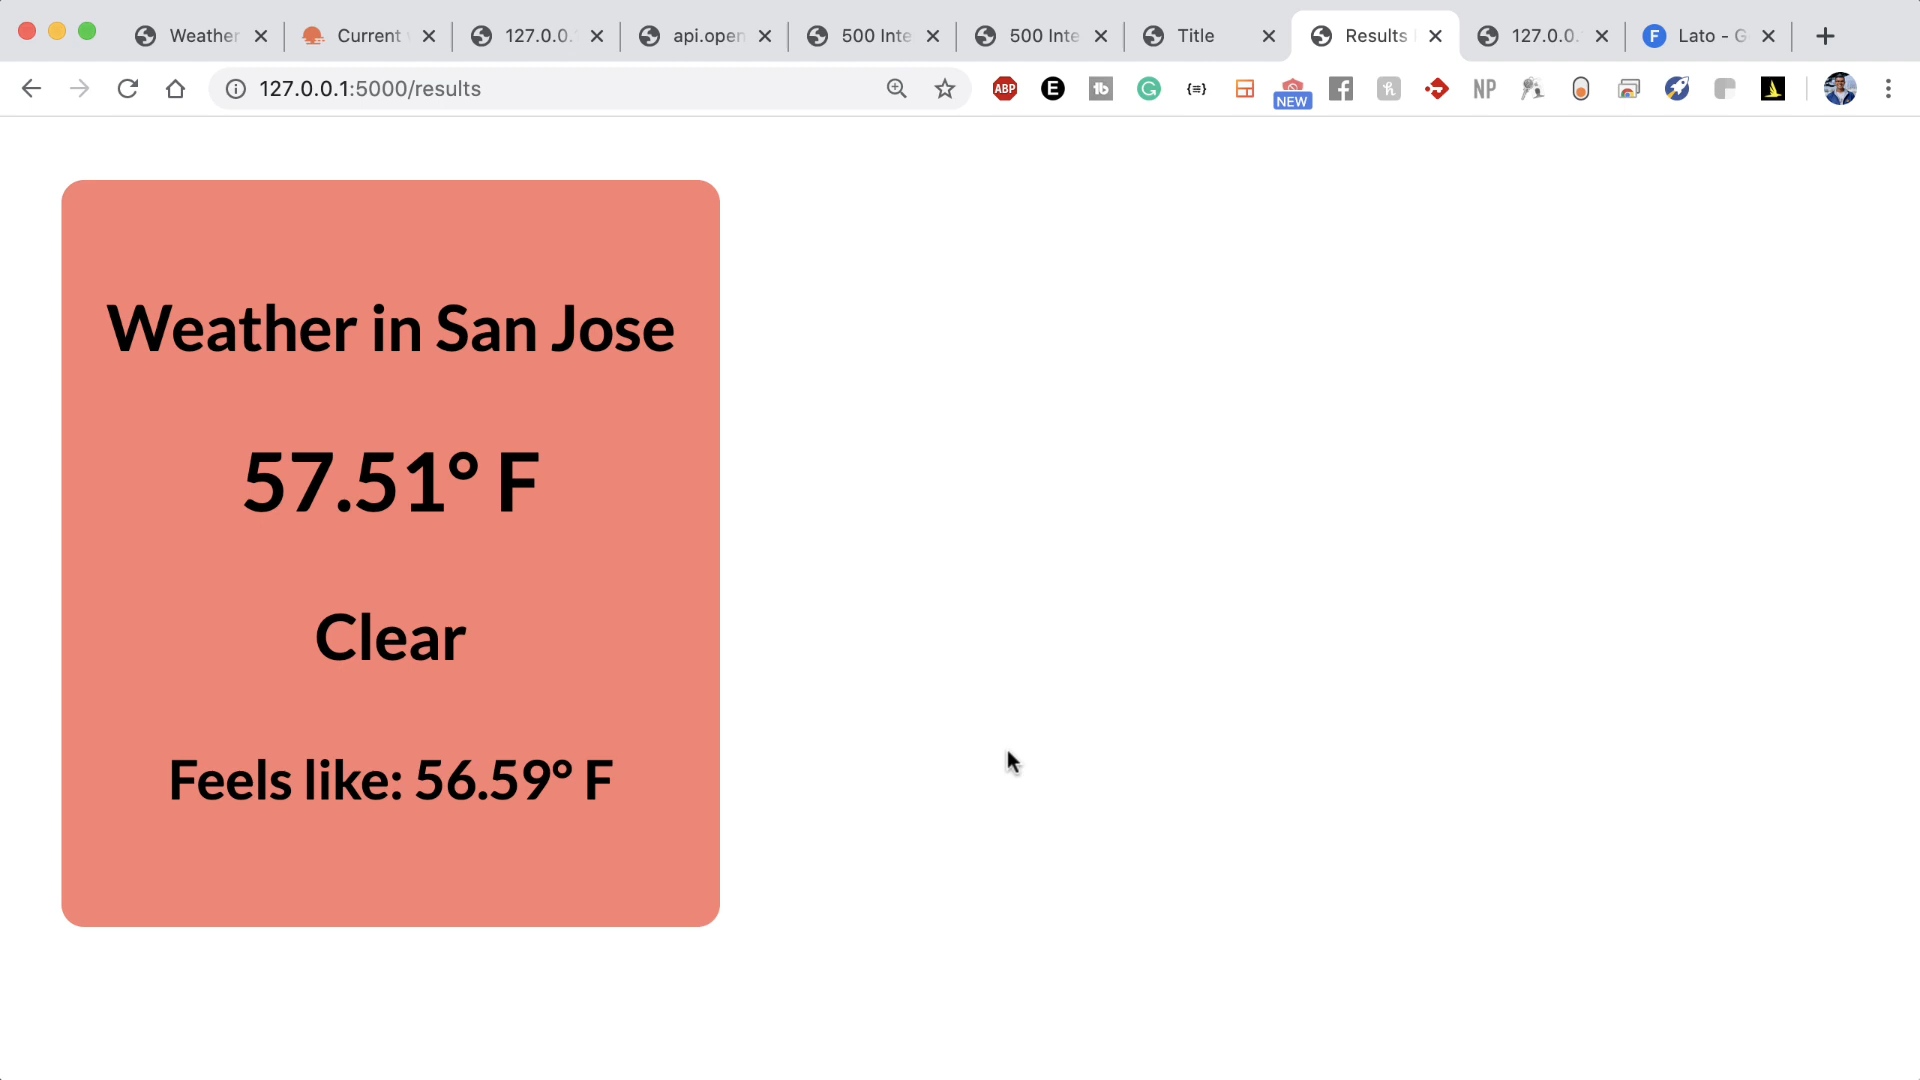 Weather
Current
127.0.0.
api.open
500 Inte
500 Inte
Title
Results
127.0.0.
Lato - G
127.0.0.1:5000/results
ABP
E
tb
G
{≡}
NEW
NP
Weather in San Jose
57.51° F
Clear
Feels like: 56.59° F